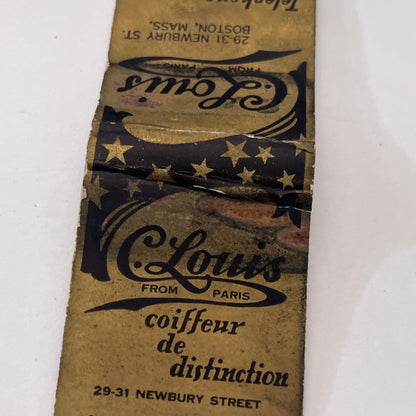 Telephone
29-31 NEWBURY ST.
BOSTON, MASS.
C. Louis
FROM PARIS
C. Louis
FROM PARIS
coiffeur
de
distinction
29-31 NEWBURY STREET